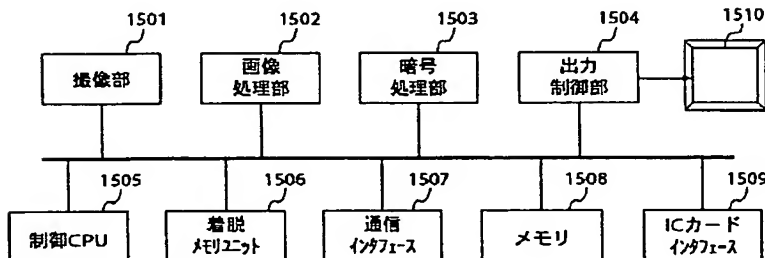 1501
1502
1503
1504
1510
撮像部
画像
処理部
暗号
処理部
出力
制御部
1505
1506
1507
1508
1509
制御CPU
着脱
メモリユニット
通信
インタフェース
メモリ
ICカード
インタフェース